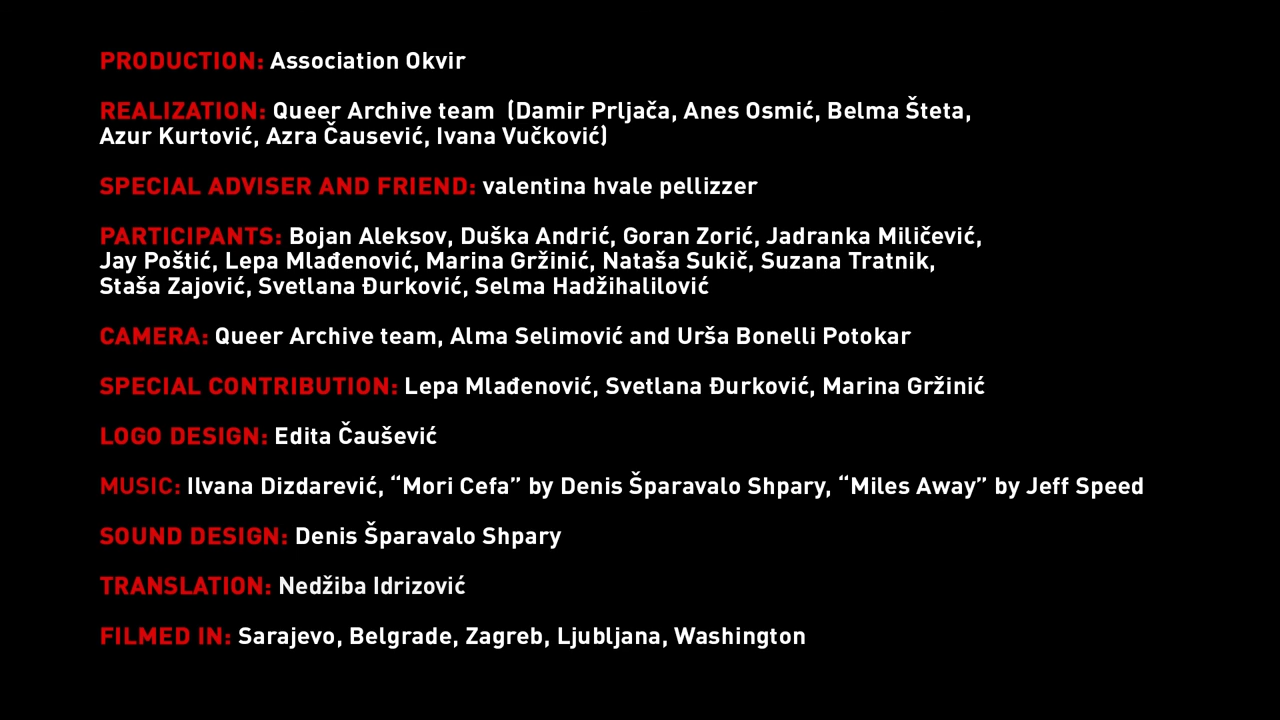 PRODUCTION: Association Okvir
REALIZATION: Queer Archive team (Damir Prljača, Anes Osmić, Belma Šteta,
Azur Kurtović, Azra Čausević, Ivana Vučković)
SPECIAL ADVISER AND FRIEND: valentina hvale pellizzer
PARTICIPANTS: Bojan Aleksov, Duška Andrić, Goran Zorić, Jadranka Miličević,
Jay Poštić, Lepa Mlađenović, Marina Gržinić, Nataša Sukič, Suzana Tratnik,
Staša Zajović, Svetlana Đurković, Selma Hadžihalilović
CAMERA: Queer Archive team, Alma Selimović and Urša Bonelli Potokar
SPECIAL CONTRIBUTION: Lepa Mlađenović, Svetlana Đurković, Marina Gržinić
LOGO DESIGN: Edita Čaušević
MUSIC: Ilvana Dizdarević, “Mori Cefa” by Denis Šparavalo Shpary, “Miles Away” by Jeff Speed
SOUND DESIGN: Denis Šparavalo Shpary
TRANSLATION: Nedžiba Idrizović
FILMED IN: Sarajevo, Belgrade, Zagreb, Ljubljana, Washington